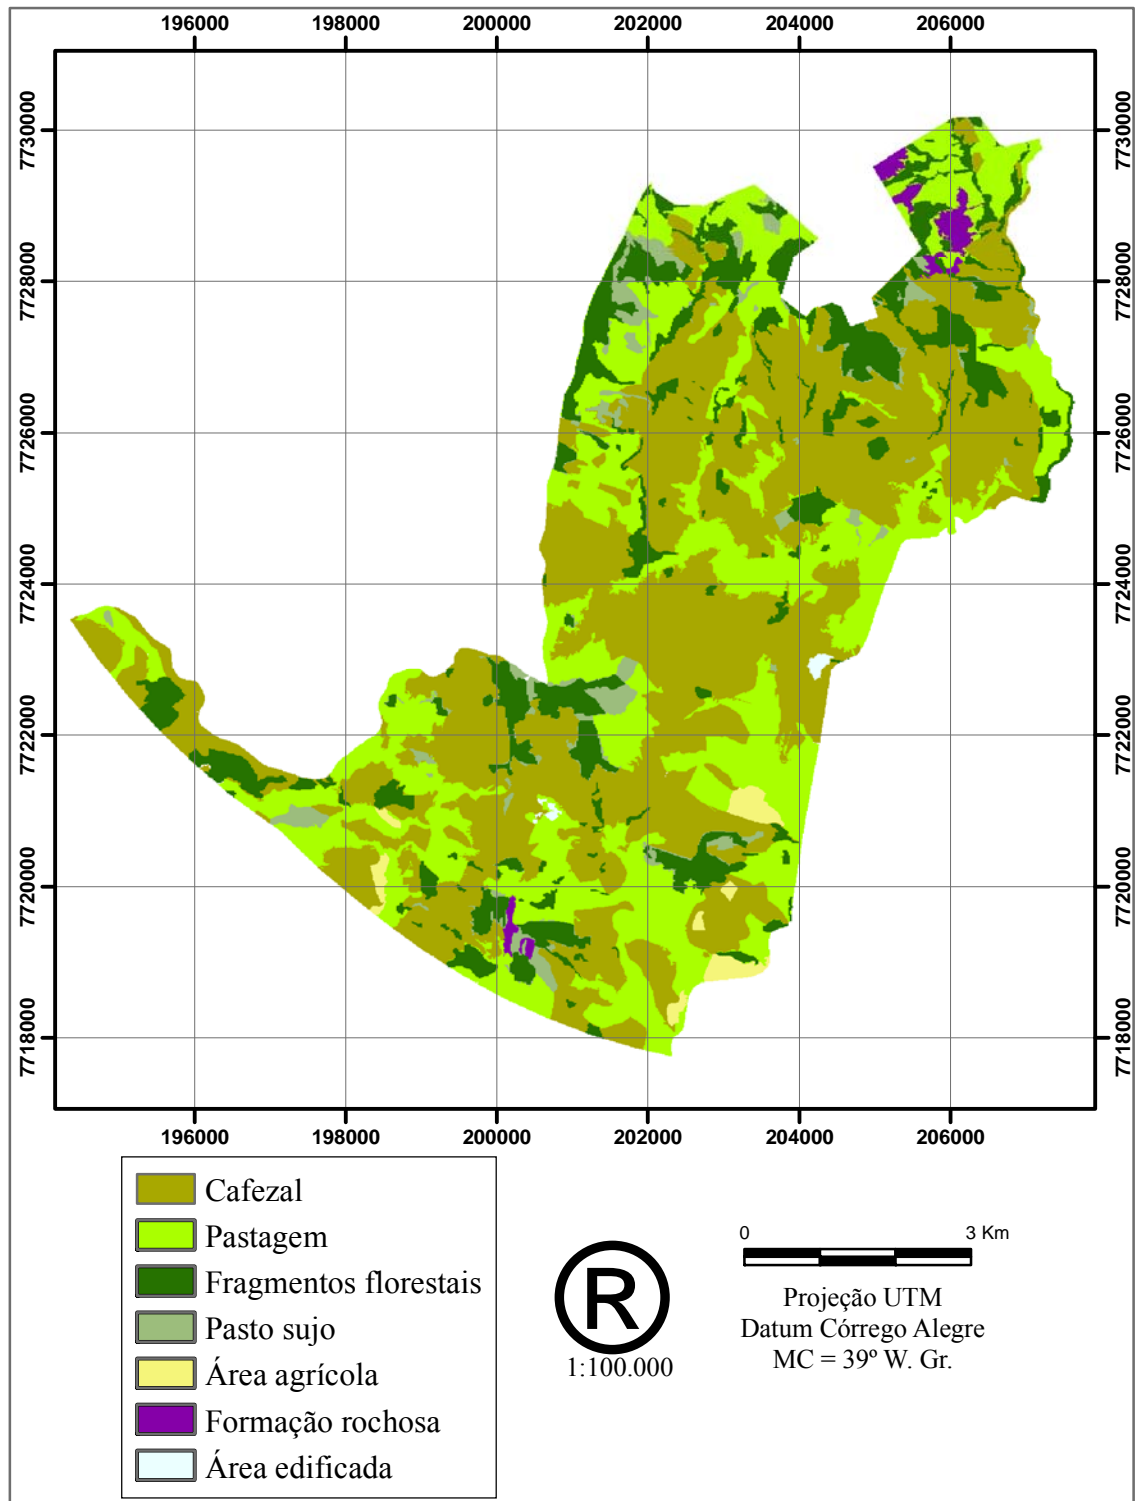 196000 198000 200000 202000 204000 206000
7730000 7730000
7728000 7728000
7726000 7726000
7724000 7724000
7722000 7722000
7720000 7720000
7718000 7718000
196000 198000 200000 202000 204000 206000
Cafezal
Pastagem
Fragmentos florestais
Pasto sujo
Área agrícola
Formação rochosa
Área edificada
R
1:100.000
0 3 Km
Projeção UTM
Datum Córrego Alegre
MC = 39º W. Gr.